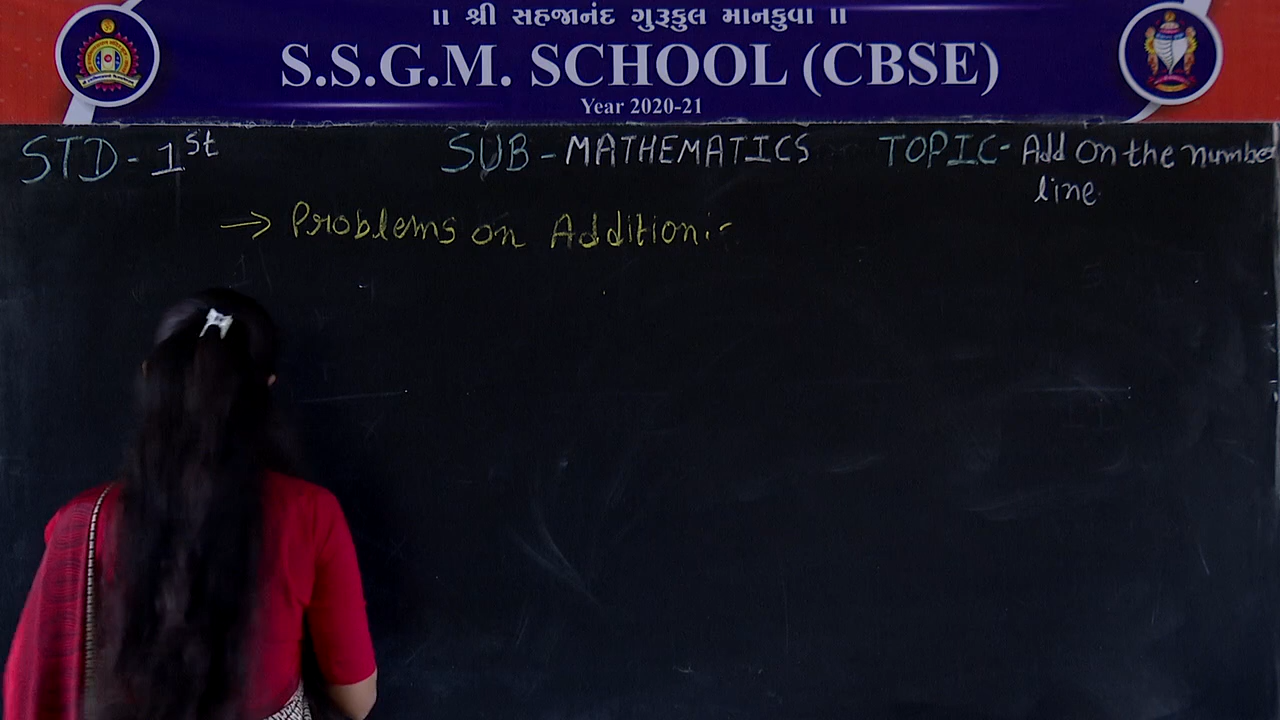 ॥ શ્રી સહજાનંદ ગુરૂકુલ માનકુવા ॥
S.S.G.M. SCHOOL (CBSE)
Year 2020-21
STD - 1st SUB - MATHEMATICS TOPIC - Add on the number line.
→ Problems on Addition:-